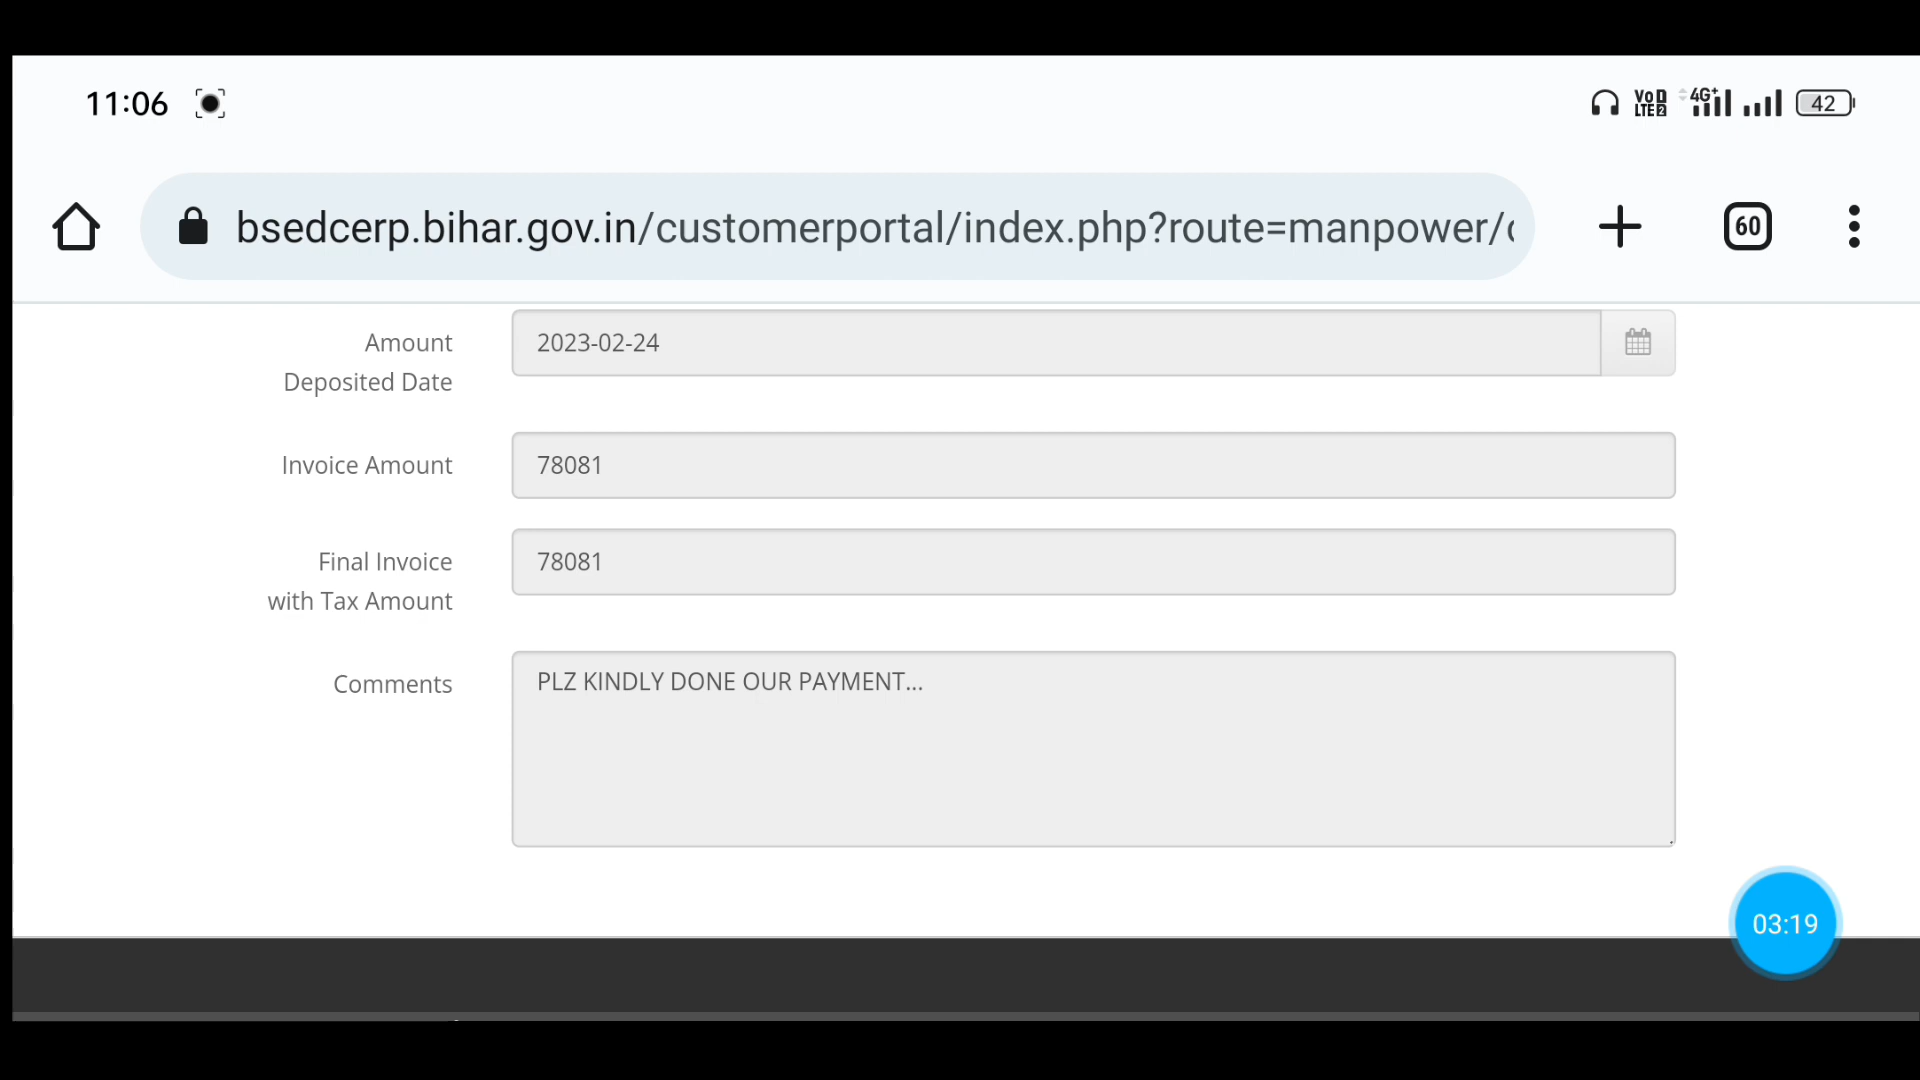 11:06
VoD LTE2 4G+ 42
bsedcerp.bihar.gov.in/customerportal/index.php?route=manpower/
60
Amount Deposited Date
2023-02-24
Invoice Amount
78081
Final Invoice with Tax Amount
78081
Comments
PLZ KINDLY DONE OUR PAYMENT...
03:19